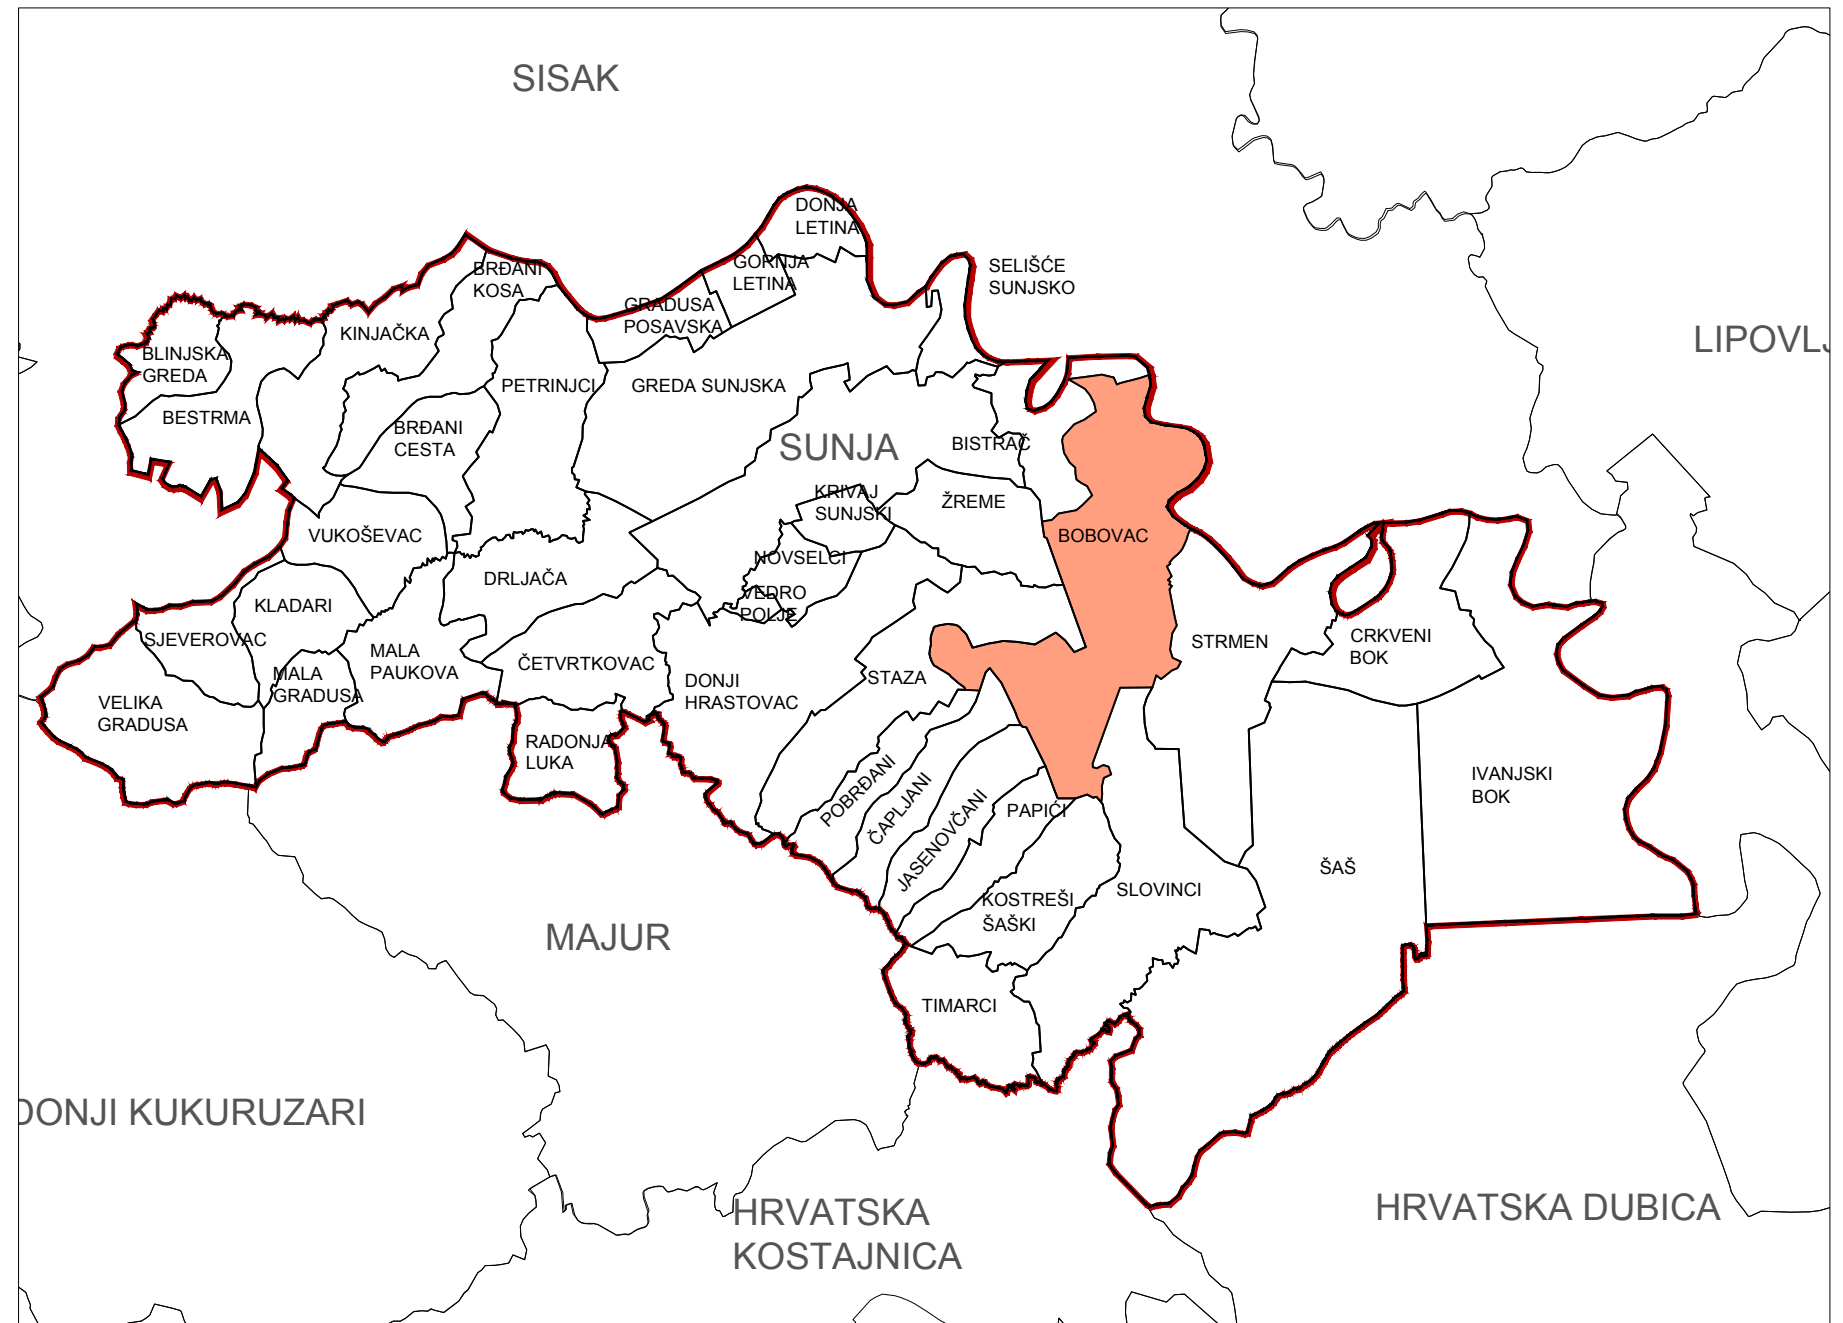 SISAK
DONJA
LETINA
SELIŠĆE
SUNJSKO
BRĐANI
KOSA
GORNJA
LETINA
GRADUSA
POSAVSKA
KINJAČKA
BLINJSKA
GREDA
LIPOVLJ
PETRINJCI
GREDA SUNJSKA
BESTRMA
BRĐANI
CESTA
SUNJA
BISTRAČ
KRIVAJ
SUNJSKI
ŽREME
VUKOŠEVAC
BOBOVAC
NOVSELCI
DRLJAČA
VEDRO
POLJE
KLADARI
SJEVEROVAC
STRMEN
CRKVENI
BOK
MALA
PAUKOVA
ČETVRTKOVAC
MALA
GRADUSA
DONJI
HRASTOVAC
STAZA
VELIKA
GRADUSA
RADONJA
LUKA
IVANJSKI
BOK
POBRĐANI
ČAPLJANI
JASENOVČANI
PAPIĆI
ŠAŠ
SLOVINCI
KOSTREŠI
ŠAŠKI
MAJUR
TIMARCI
DONJI KUKURUZARI
HRVATSKA
KOSTAJNICA
HRVATSKA DUBICA